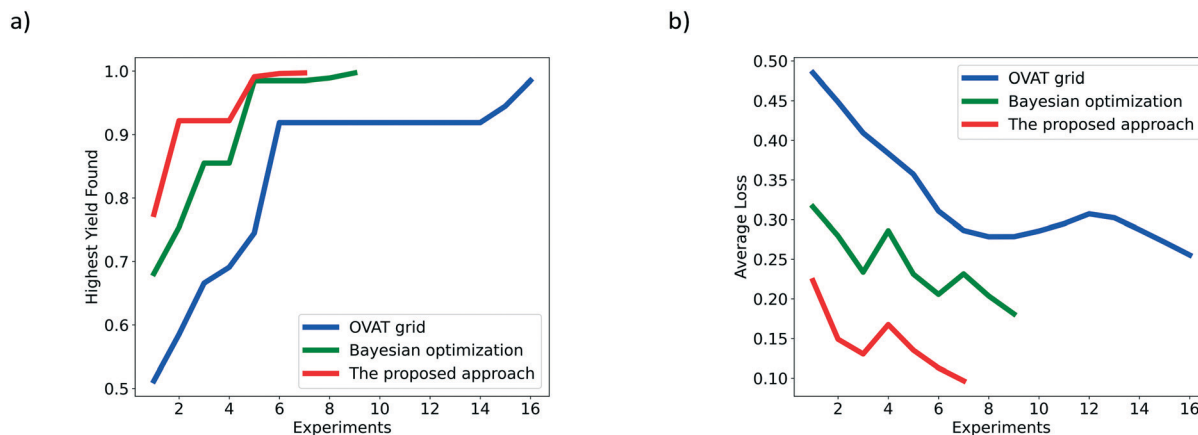 a)
Highest Yield Found
1.0
0.9
0.8
0.7
0.6
0.5
2 4 6 8 10 12 14 16
Experiments
OVAT grid
Bayesian optimization
The proposed approach
b)
Average Loss
0.50
0.45
0.40
0.35
0.30
0.25
0.20
0.15
0.10
2 4 6 8 10 12 14 16
Experiments
OVAT grid
Bayesian optimization
The proposed approach